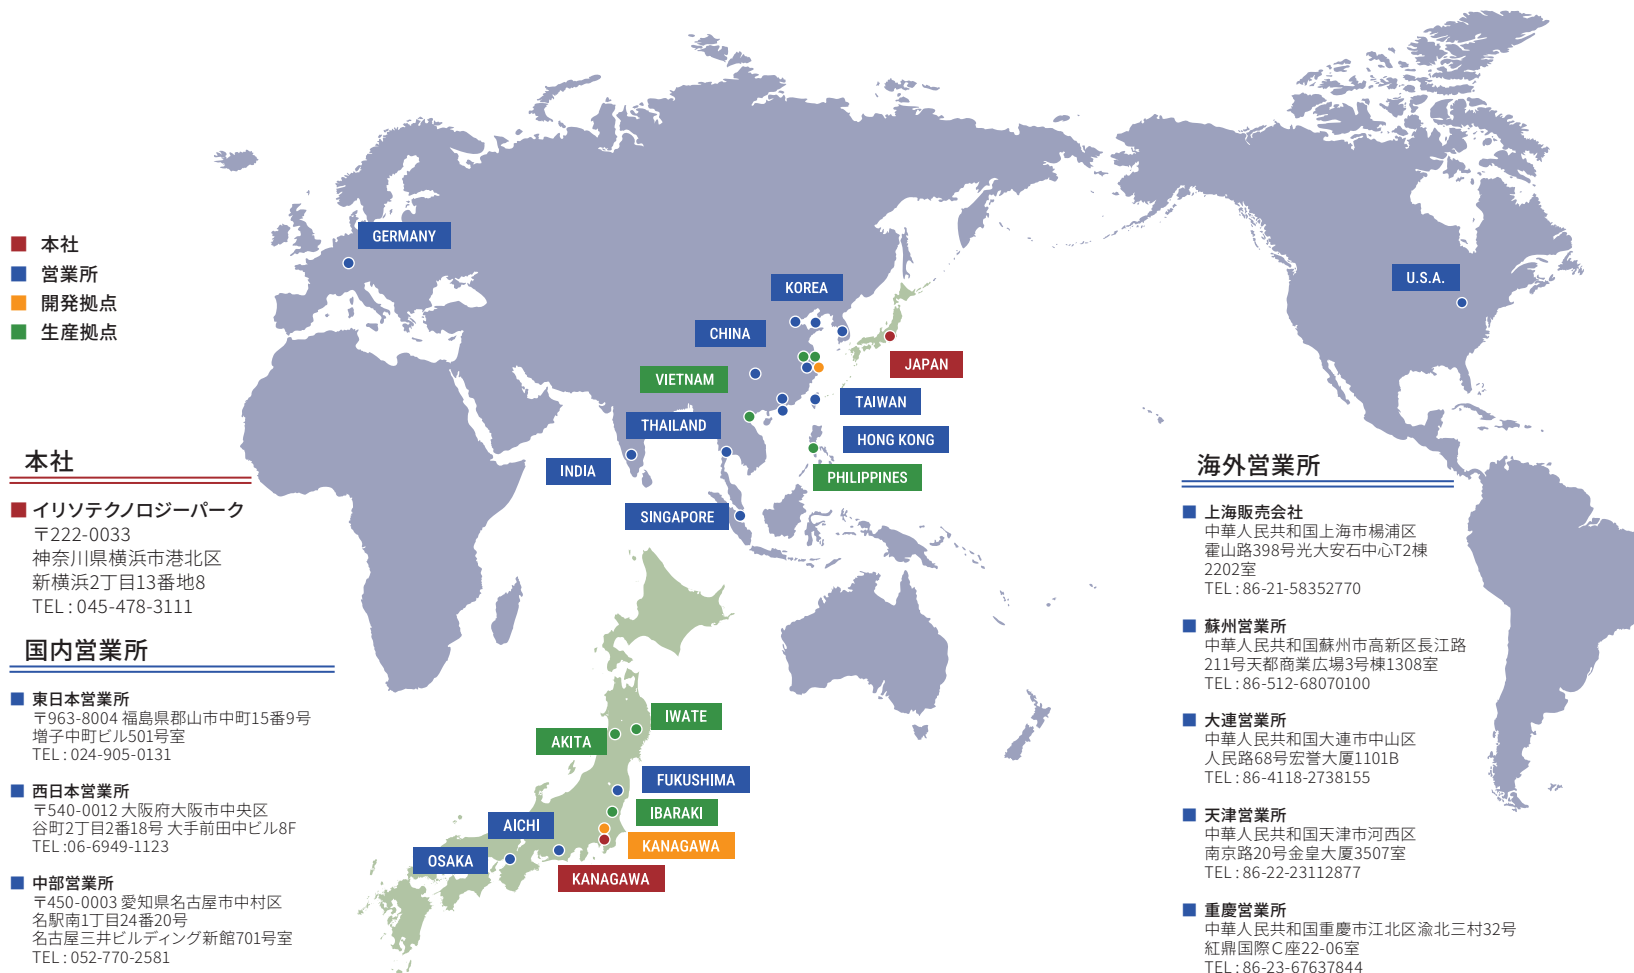 GERMANY
本社
営業所
開発拠点
生産拠点
KOREA
U.S.A.
CHINA
JAPAN
VIETNAM
TAIWAN
THAILAND
HONG KONG
INDIA
PHILIPPINES
SINGAPORE
本社
イリソテクノロジーパーク
〒222-0033
神奈川県横浜市港北区
新横浜2丁目13番地8
TEL : 045-478-3111
国内営業所
東日本営業所
〒963-8004 福島県郡山市中町15番9号
増子中町ビル501号室
TEL : 024-905-0131
西日本営業所
〒540-0012 大阪府大阪市中央区
谷町2丁目2番18号 大手前田中ビル8F
TEL :06-6949-1123
中部営業所
〒450-0003 愛知県名古屋市中村区
名駅南1丁目24番20号
名古屋三井ビルディング新館701号室
TEL : 052-770-2581
IWATE
AKITA
FUKUSHIMA
IBARAKI
AICHI
KANAGAWA
OSAKA
KANAGAWA
海外営業所
上海販売会社
中華人民共和国上海市楊浦区
霍山路398号光大安石中心T2棟
2202室
TEL : 86-21-58352770
蘇州営業所
中華人民共和国蘇州市高新区長江路
211号天都商業広場3号棟1308室
TEL : 86-512-68070100
大連営業所
中華人民共和国大連市中山区
人民路68号宏誉大厦1101B
TEL : 86-4118-2738155
天津営業所
中華人民共和国天津市河西区
南京路20号金皇大厦3507室
TEL : 86-22-23112877
重慶営業所
中華人民共和国重慶市江北区渝北三村32号
紅鼎国際C座22-06室
TEL : 86-23-67637844